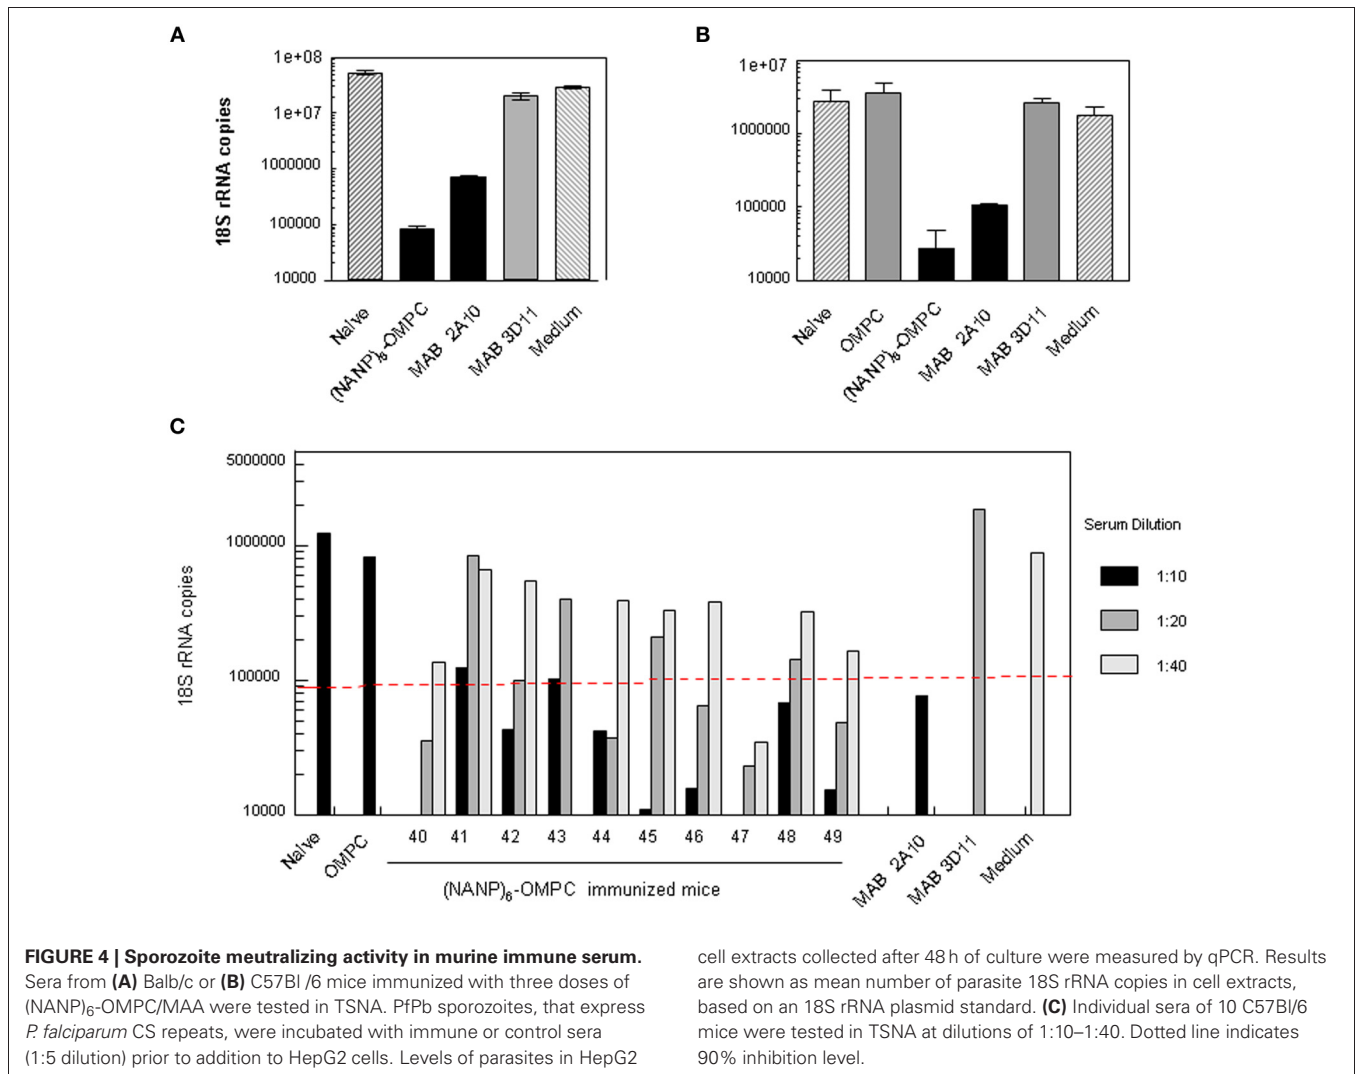 A
1e+08
1e+07
1000000
100000
10000
18S rRNA copies
Naïve
(NANP)6-OMPC
MAB 2A10
MAB 3D11
Medium
B
1e+07
1000000
100000
10000
Naïve
OMPC
(NANP)6-OMPC
MAB 2A10
MAB 3D11
Medium
C
5000000
1000000
100000
10000
18S rRNA copies
Naïve
OMPC
40 41 42 43 44 45 46 47 48 49
(NANP)6-OMPC immunized mice
MAB 2A10
MAB 3D11
Medium
Serum Dilution
1:10
1:20
1:40
FIGURE 4 | Sporozoite meutralizing activity in murine immune serum.
Sera from (A) Balb/c or (B) C57Bl /6 mice immunized with three doses of
(NANP)6-OMPC/MAA were tested in TSNA. PfPb sporozoites, that express
P. falciparum CS repeats, were incubated with immune or control sera
(1:5 dilution) prior to addition to HepG2 cells. Levels of parasites in HepG2
cell extracts collected after 48 h of culture were measured by qPCR. Results
are shown as mean number of parasite 18S rRNA copies in cell extracts,
based on an 18S rRNA plasmid standard. (C) Individual sera of 10 C57Bl/6
mice were tested in TSNA at dilutions of 1:10–1:40. Dotted line indicates
90% inhibition level.